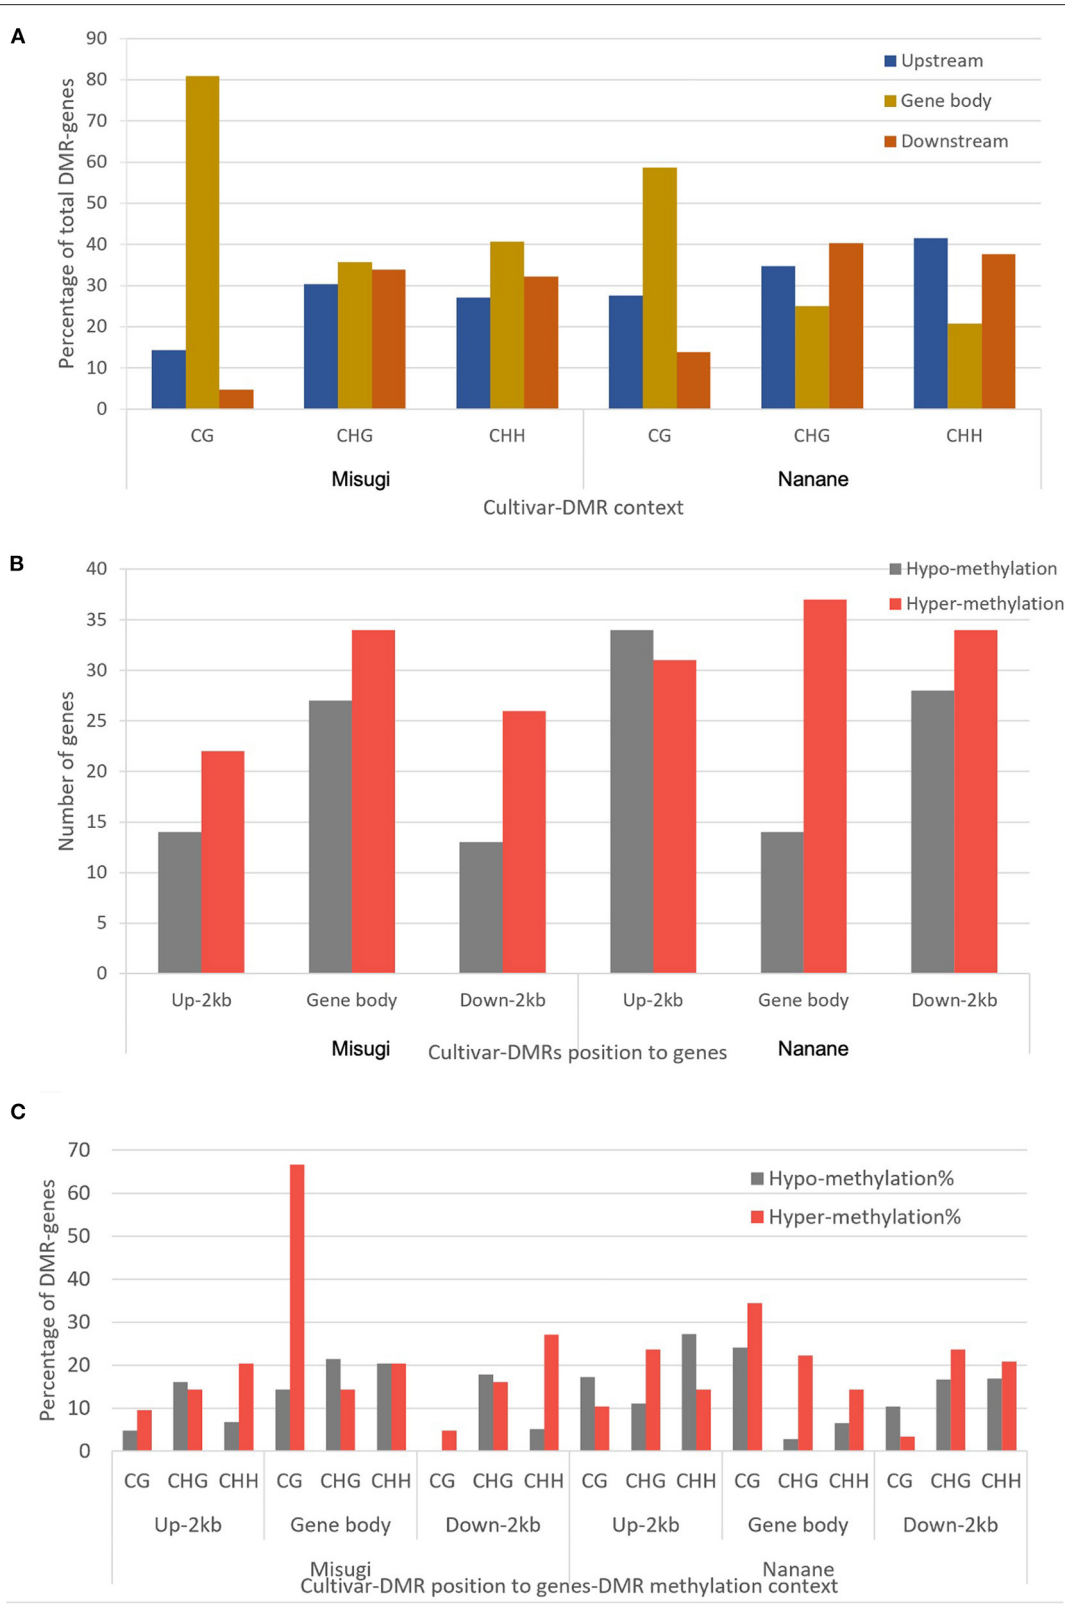 A
90
80
70
60
50
40
30
20
10
0
Percentage of total DMR-genes
Upstream
Gene body
Downstream
CG CHG CHH CG CHG CHH
Misugi Nanane
Cultivar-DMR context
B
40
35
30
25
20
15
10
5
0
Number of genes
Hypo-methylation
Hyper-methylation
Up-2kb Gene body Down-2kb Up-2kb Gene body Down-2kb
Misugi Nanane
Cultivar-DMRs position to genes
C
70
60
50
40
30
20
10
0
Percentage of DMR-genes
Hypo-methylation%
Hyper-methylation%
CG CHG CHH CG CHG CHH CG CHG CHH CG CHG CHH CG CHG CHH CG CHG CHH
Up-2kb Gene body Down-2kb Up-2kb Gene body Down-2kb
Misugi Nanane
Cultivar-DMR position to genes-DMR methylation context